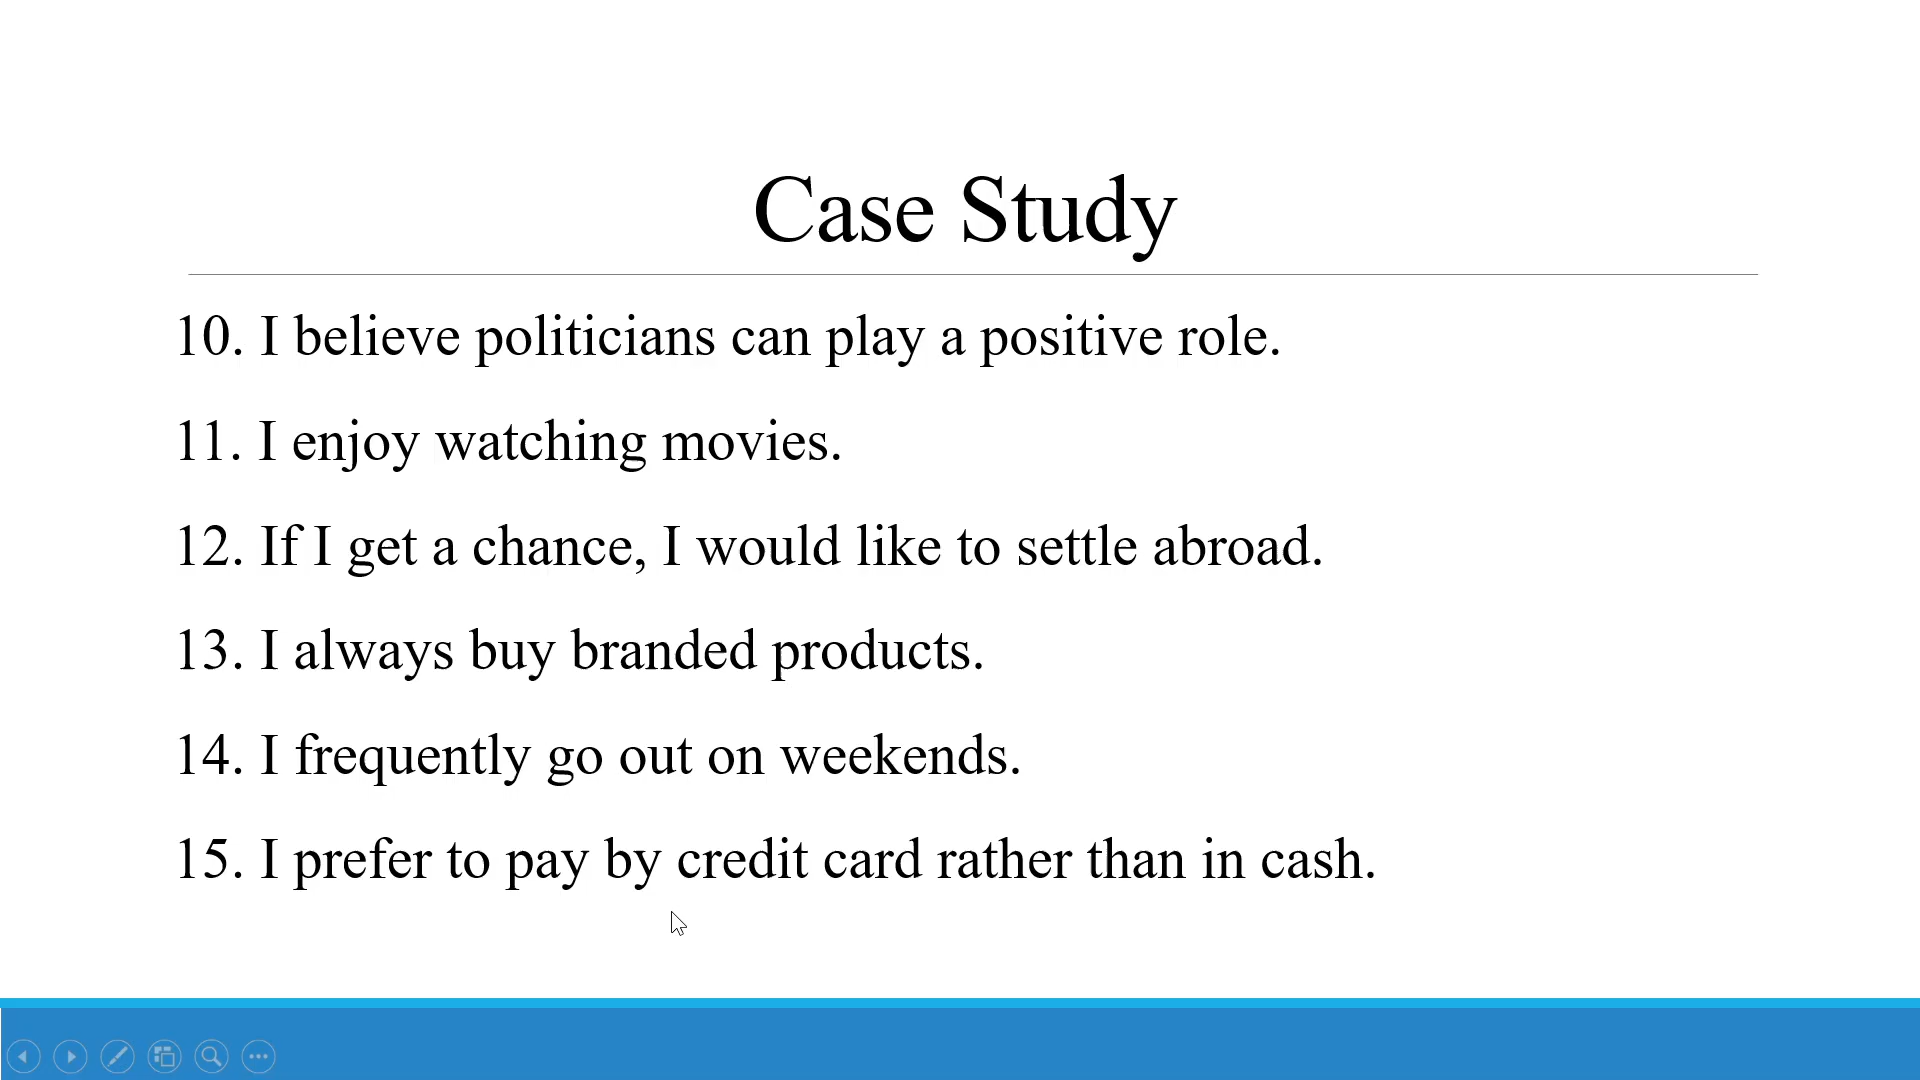 Case Study
10. I believe politicians can play a positive role.
11. I enjoy watching movies.
12. If I get a chance, I would like to settle abroad.
13. I always buy branded products.
14. I frequently go out on weekends.
15. I prefer to pay by credit card rather than in cash.